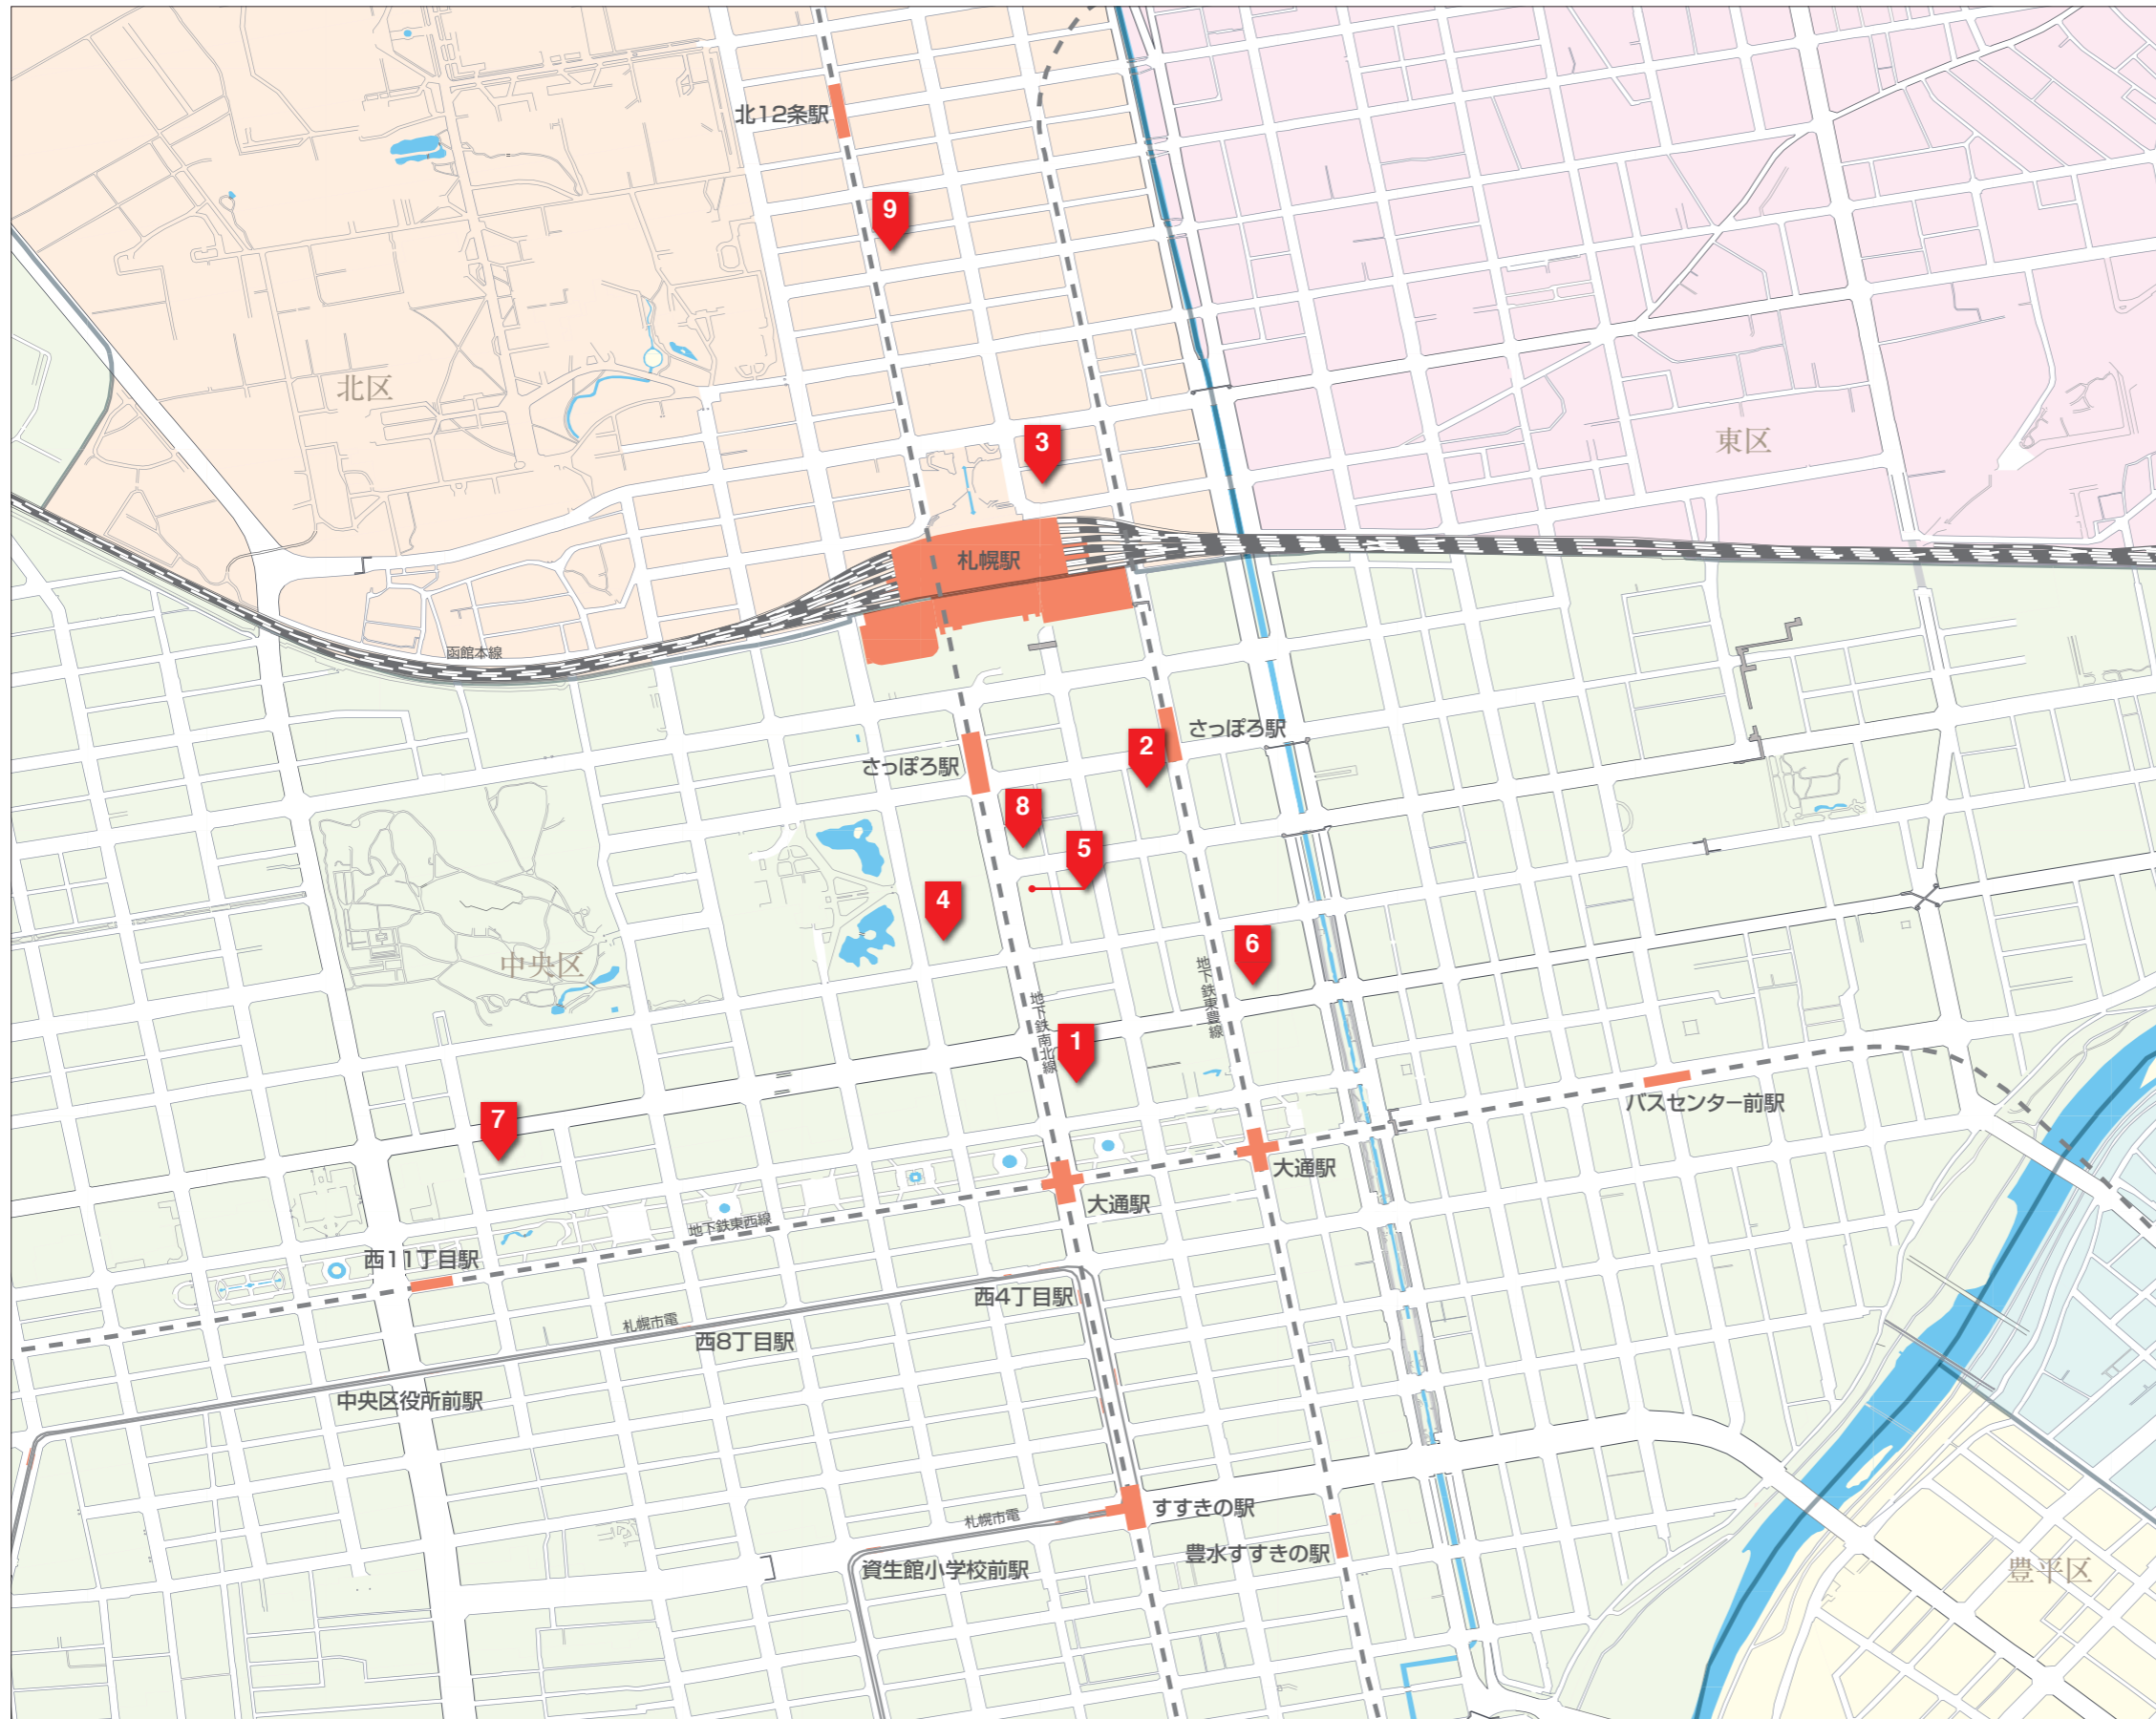 北12条駅
9
北区
東区
3
札幌駅
函館本線
さっぽろ駅
2
さっぽろ駅
8
5
4
中央区
6
地下鉄東豊線
地下鉄南北線
1
バスセンター前駅
7
大通駅
大通駅
地下鉄東西線
西11丁目駅
西4丁目駅
札幌市電
西8丁目駅
中央区役所前駅
すすきの駅
札幌市電
豊水すすきの駅
資生館小学校前駅
豊平区